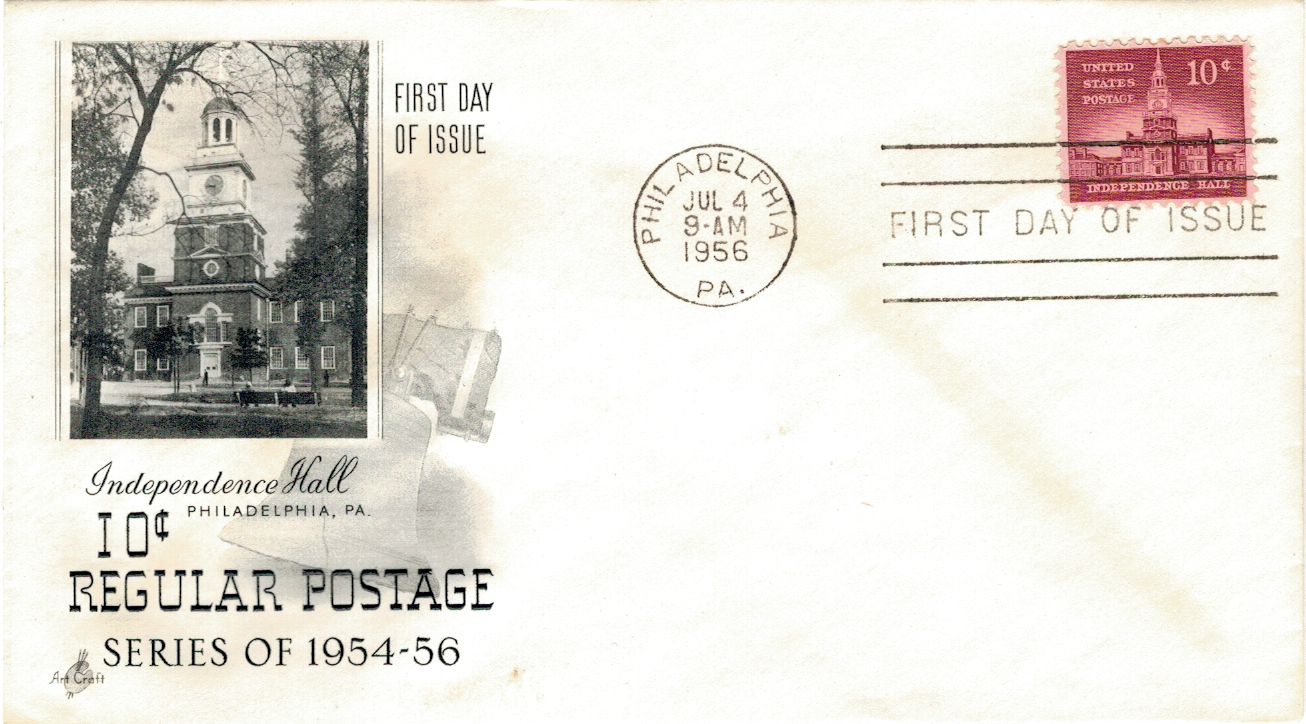 FIRST DAY
OF ISSUE
Independence Hall
PHILADELPHIA, PA.
10¢
REGULAR POSTAGE
SERIES OF 1954-56
Art Craft
PHILADELPHIA
JUL 4
9-AM
1956
PA.
UNITED
STATES
POSTAGE
10¢
INDEPENDENCE HALL
FIRST DAY OF ISSUE